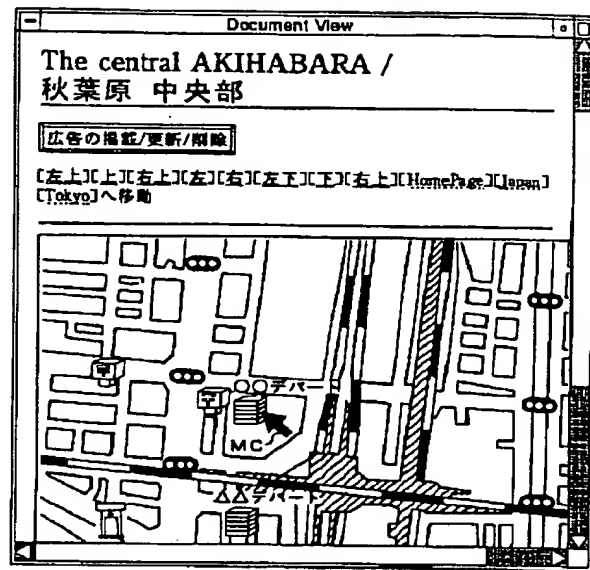 Document View
The central AKIHABARA /
秋葉原 中央部
広告の掲載/更新/削除
[左上][上][右上][左][右][左下][下][右上][HomePage][Japan]
[Tokyo]へ移動
〒
〒
○○デパート
MC
△△デパート